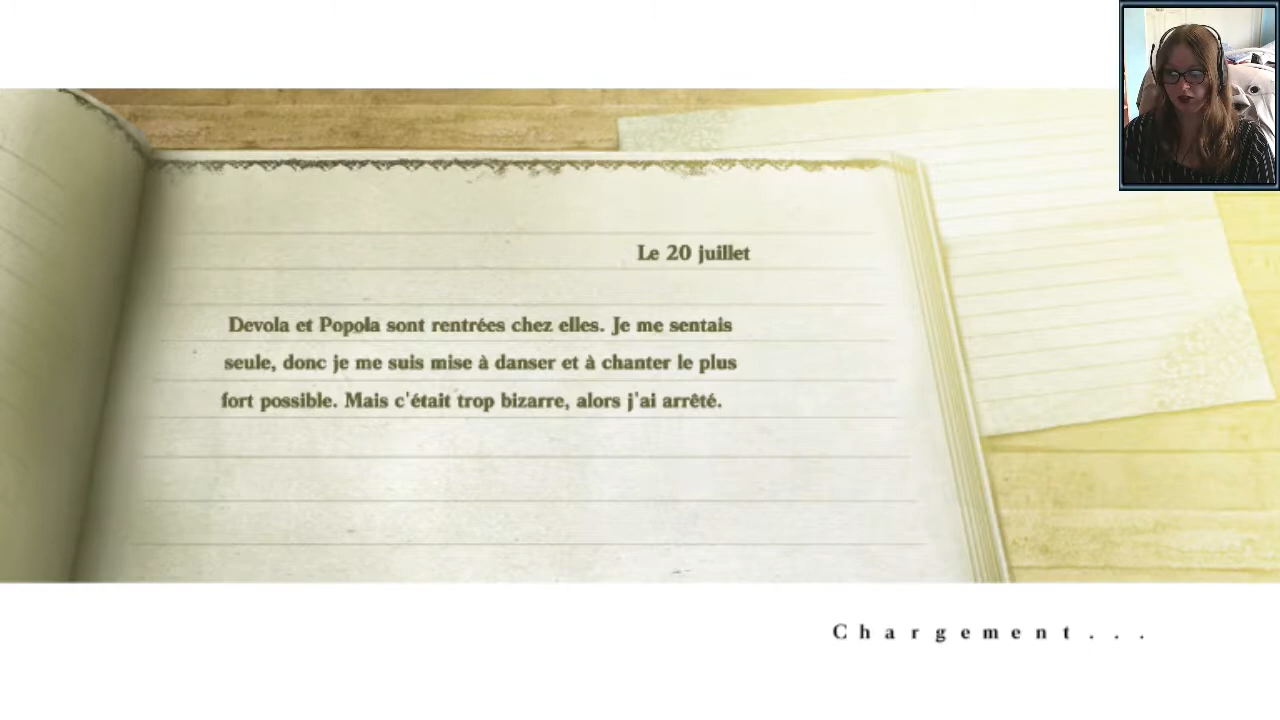 Le 20 juillet
Devola et Popola sont rentrées chez elles. Je me sentais
seule, donc je me suis mise à danser et à chanter le plus
fort possible. Mais c'était trop bizarre, alors j'ai arrêté.
Chargement...